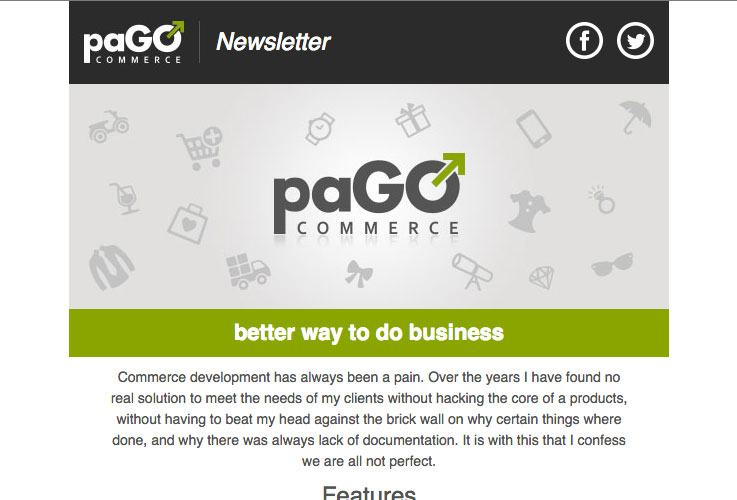 paGO
COMMERCE
Newsletter
paGO
COMMERCE
better way to do business
Commerce development has always been a pain. Over the years I have found no
real solution to meet the needs of my clients without hacking the core of a products,
without having to beat my head against the brick wall on why certain things where
done, and why there was always lack of documentation. It is with this that I confess
we are all not perfect.
Features